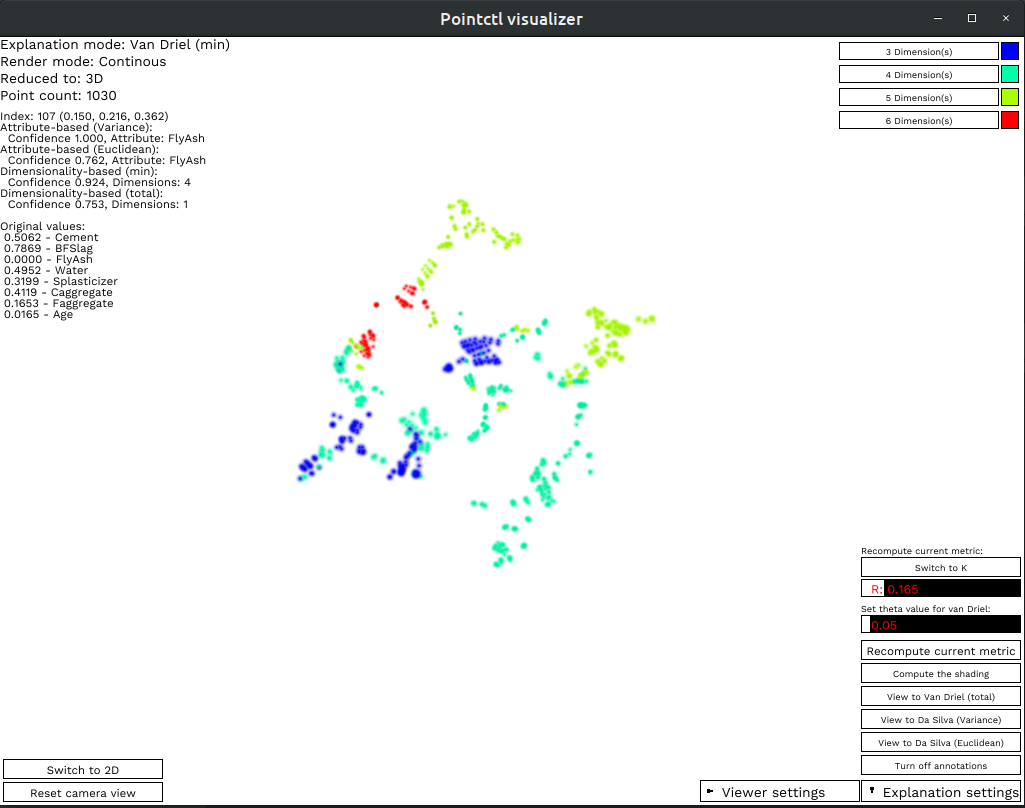 Pointctl visualizer
Explanation mode: Van Driel (min)
Render mode: Continous
Reduced to: 3D
Point count: 1030
Index: 107 (0.150, 0.216, 0.362)
Attribute-based (Variance):
Confidence 1.000, Attribute: FlyAsh
Attribute-based (Euclidean):
Confidence 0.762, Attribute: FlyAsh
Dimensionality-based (min):
Confidence 0.924, Dimensions: 4
Dimensionality-based (total):
Confidence 0.753, Dimensions: 1
Original values:
0.5062 - Cement
0.7869 - BFSlag
0.0000 - FlyAsh
0.4952 - Water
0.3199 - Splasticizer
0.4119 - Caggregate
0.1653 - Faggregate
0.0165 - Age
3 Dimension(s)
4 Dimension(s)
5 Dimension(s)
6 Dimension(s)
Recompute current metric:
Switch to K
R: 0.165
Set theta value for van Driel:
0.05
Recompute current metric
Compute the shading
View to Van Driel (total)
View to Da Silva (Variance)
View to Da Silva (Euclidean)
Turn off annotations
Switch to 2D
Reset camera view
Viewer settings
Explanation settings